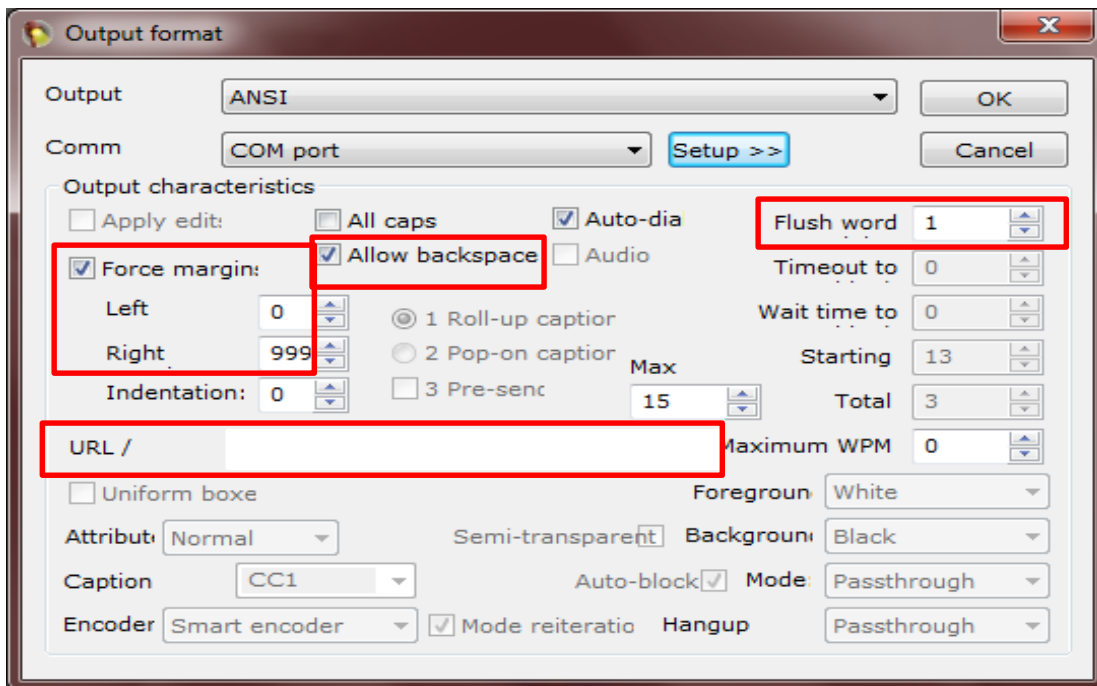 Output format
Output ANSI OK
Comm COM port Setup >> Cancel
Output characteristics
Apply edit: All caps Auto-dia Flush word 1
Force margin: Allow backspace Audio Timeout to 0
Left 0 1 Roll-up caption Wait time to 0
Right 999 2 Pop-on caption Max Starting 13
Indentation: 0 3 Pre-send 15 Total 3
URL / Maximum WPM 0
Uniform boxe Foregroun White
Attribut Normal Semi-transparent Backgroun Black
Caption CC1 Auto-block Mode: Passthrough
Encoder Smart encoder Mode reiteratio Hangup Passthrough